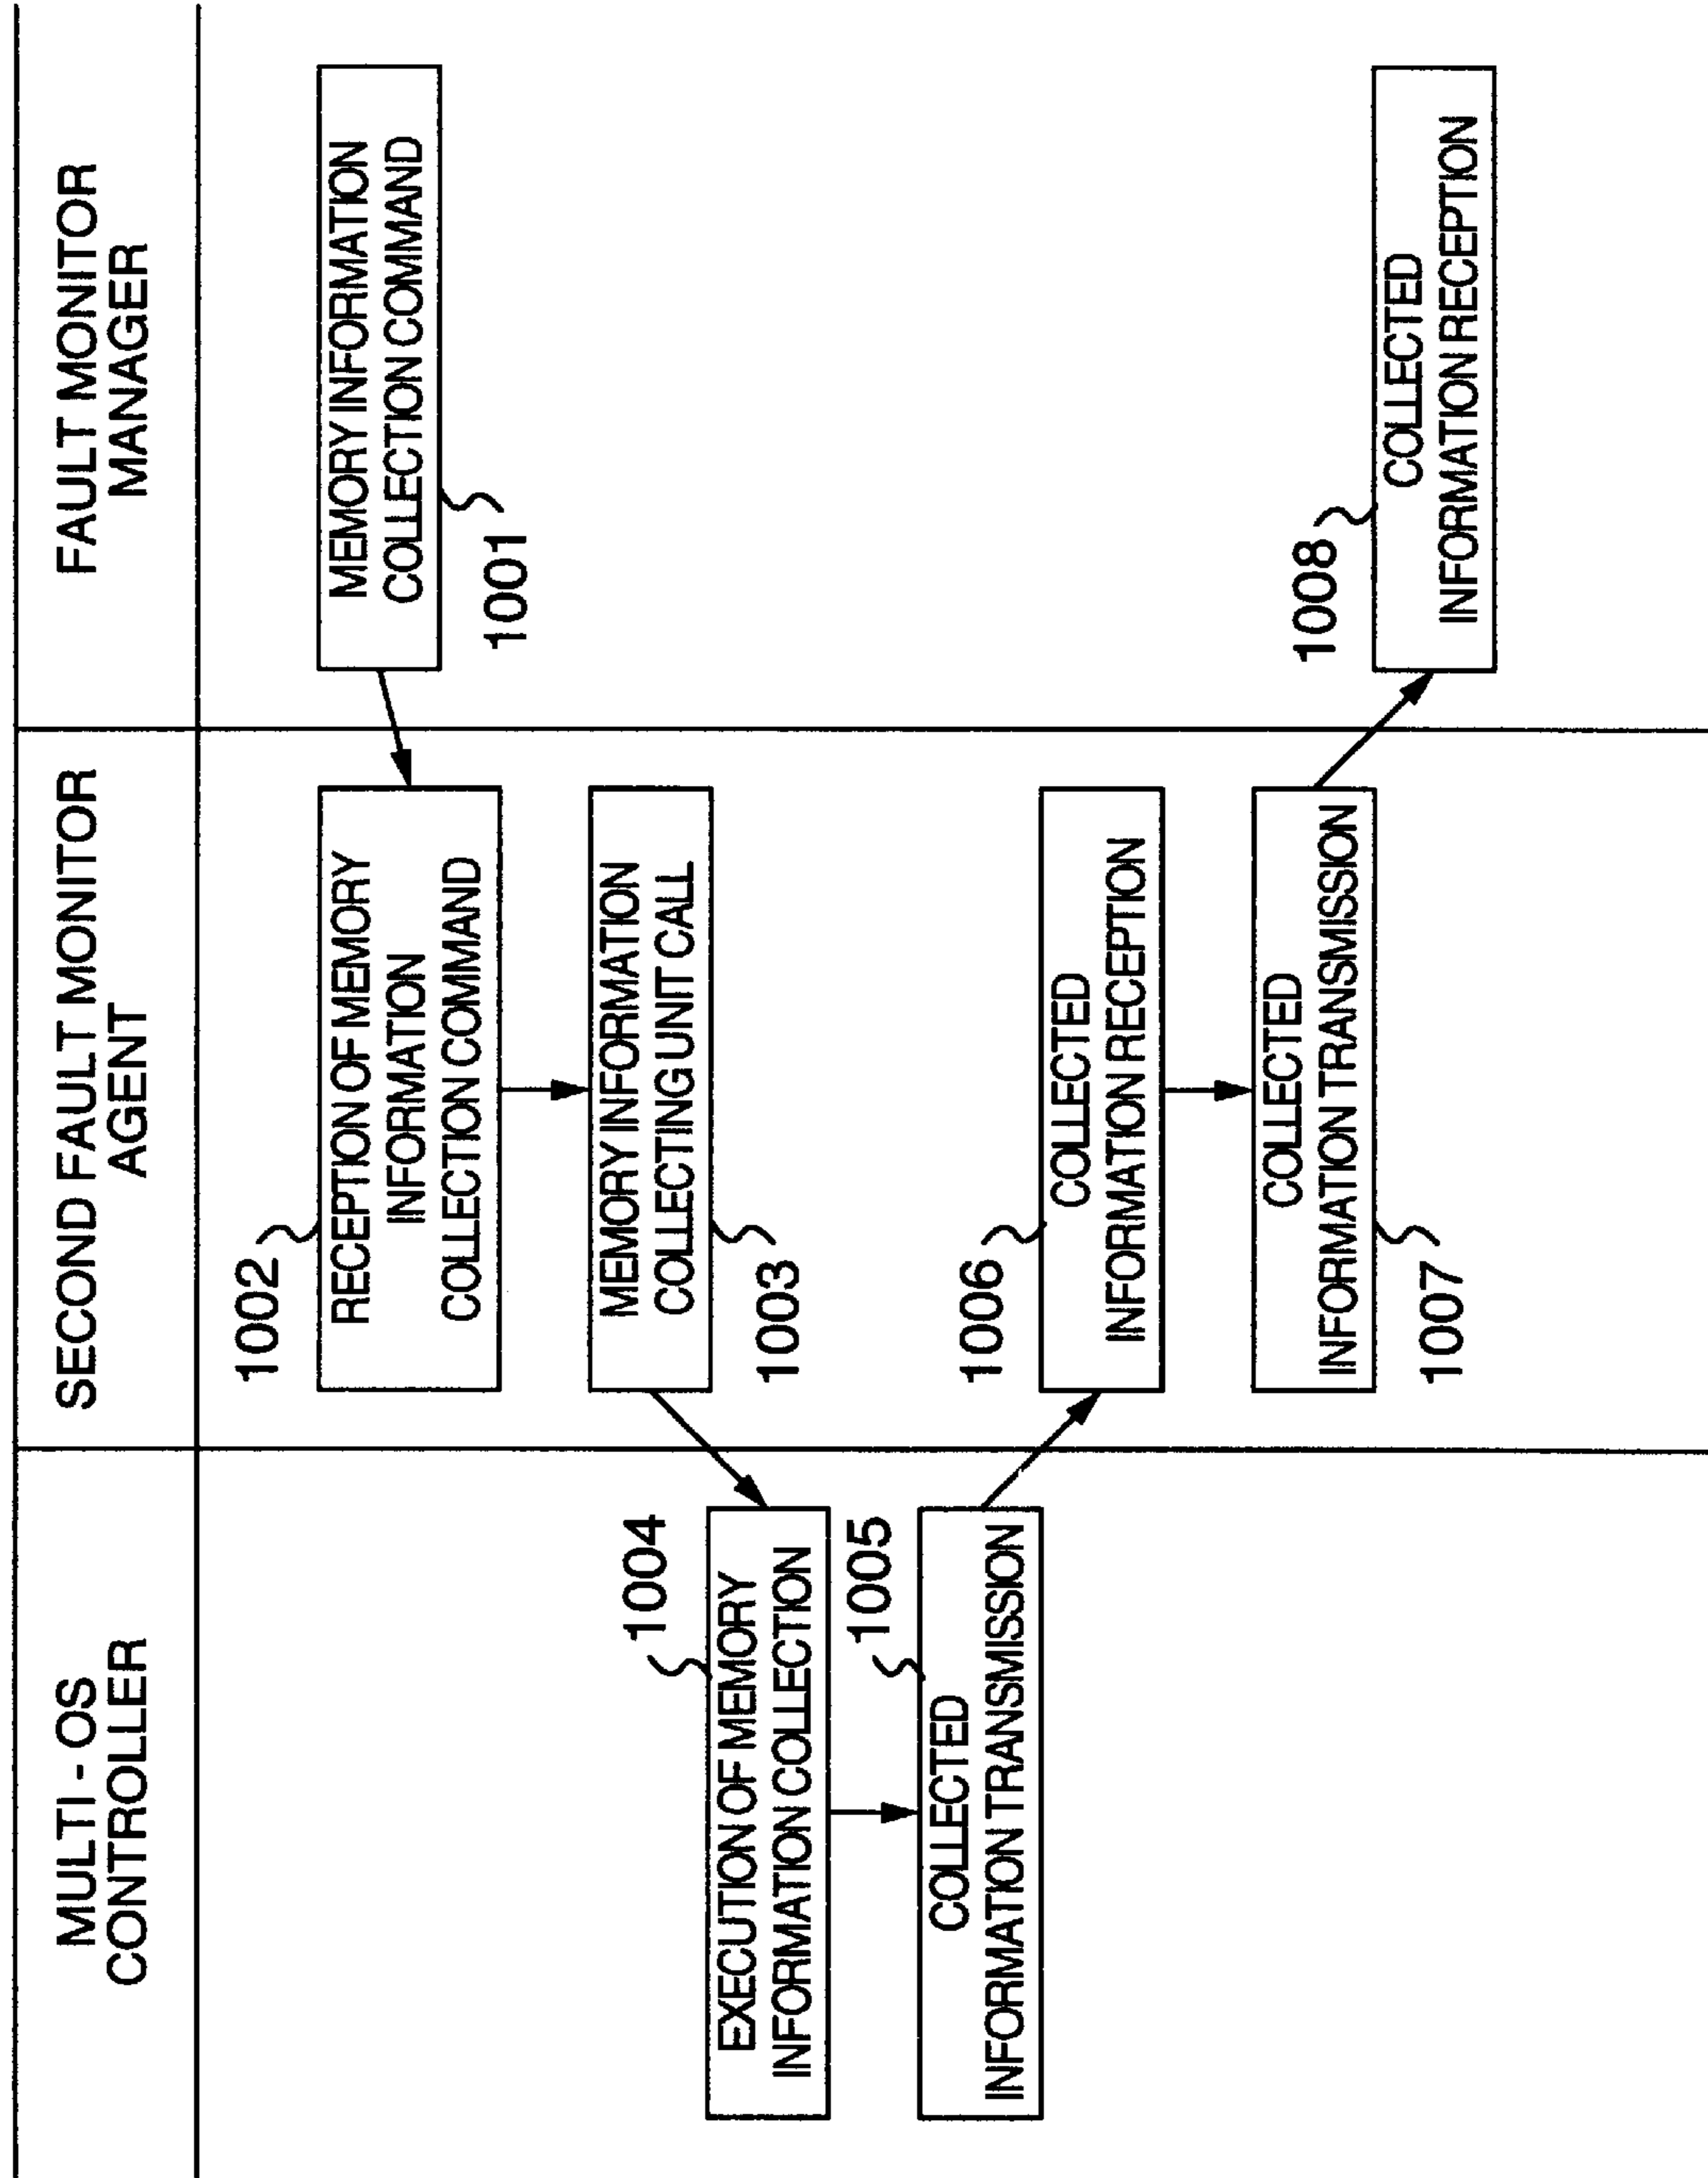 MULTI - OS
CONTROLLER
SECOND FAULT MONITOR
AGENT
FAULT MONITOR
MANAGER
MEMORY INFORMATION
COLLECTION COMMAND
1001
1002
RECEPTION OF MEMORY
INFORMATION
COLLECTION COMMAND
MEMORY INFORMATION
COLLECTING UNIT CALL
1003
1004
EXECUTION OF MEMORY
INFORMATION COLLECTION
1005
COLLECTED
INFORMATION TRANSMISSION
1006
COLLECTED
INFORMATION RECEPTION
COLLECTED
INFORMATION TRANSMISSION
1007
1008
COLLECTED
INFORMATION RECEPTION